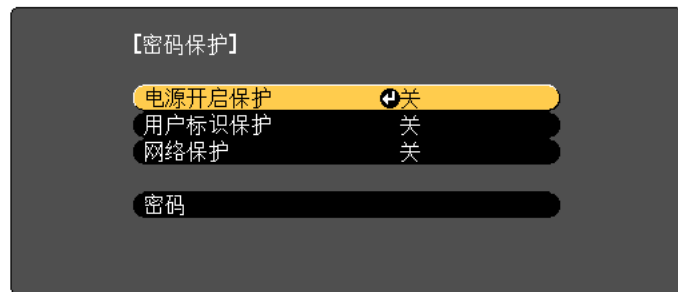 【密码保护】
电源开启保护 关
用户标识保护 关
网络保护 关
密码